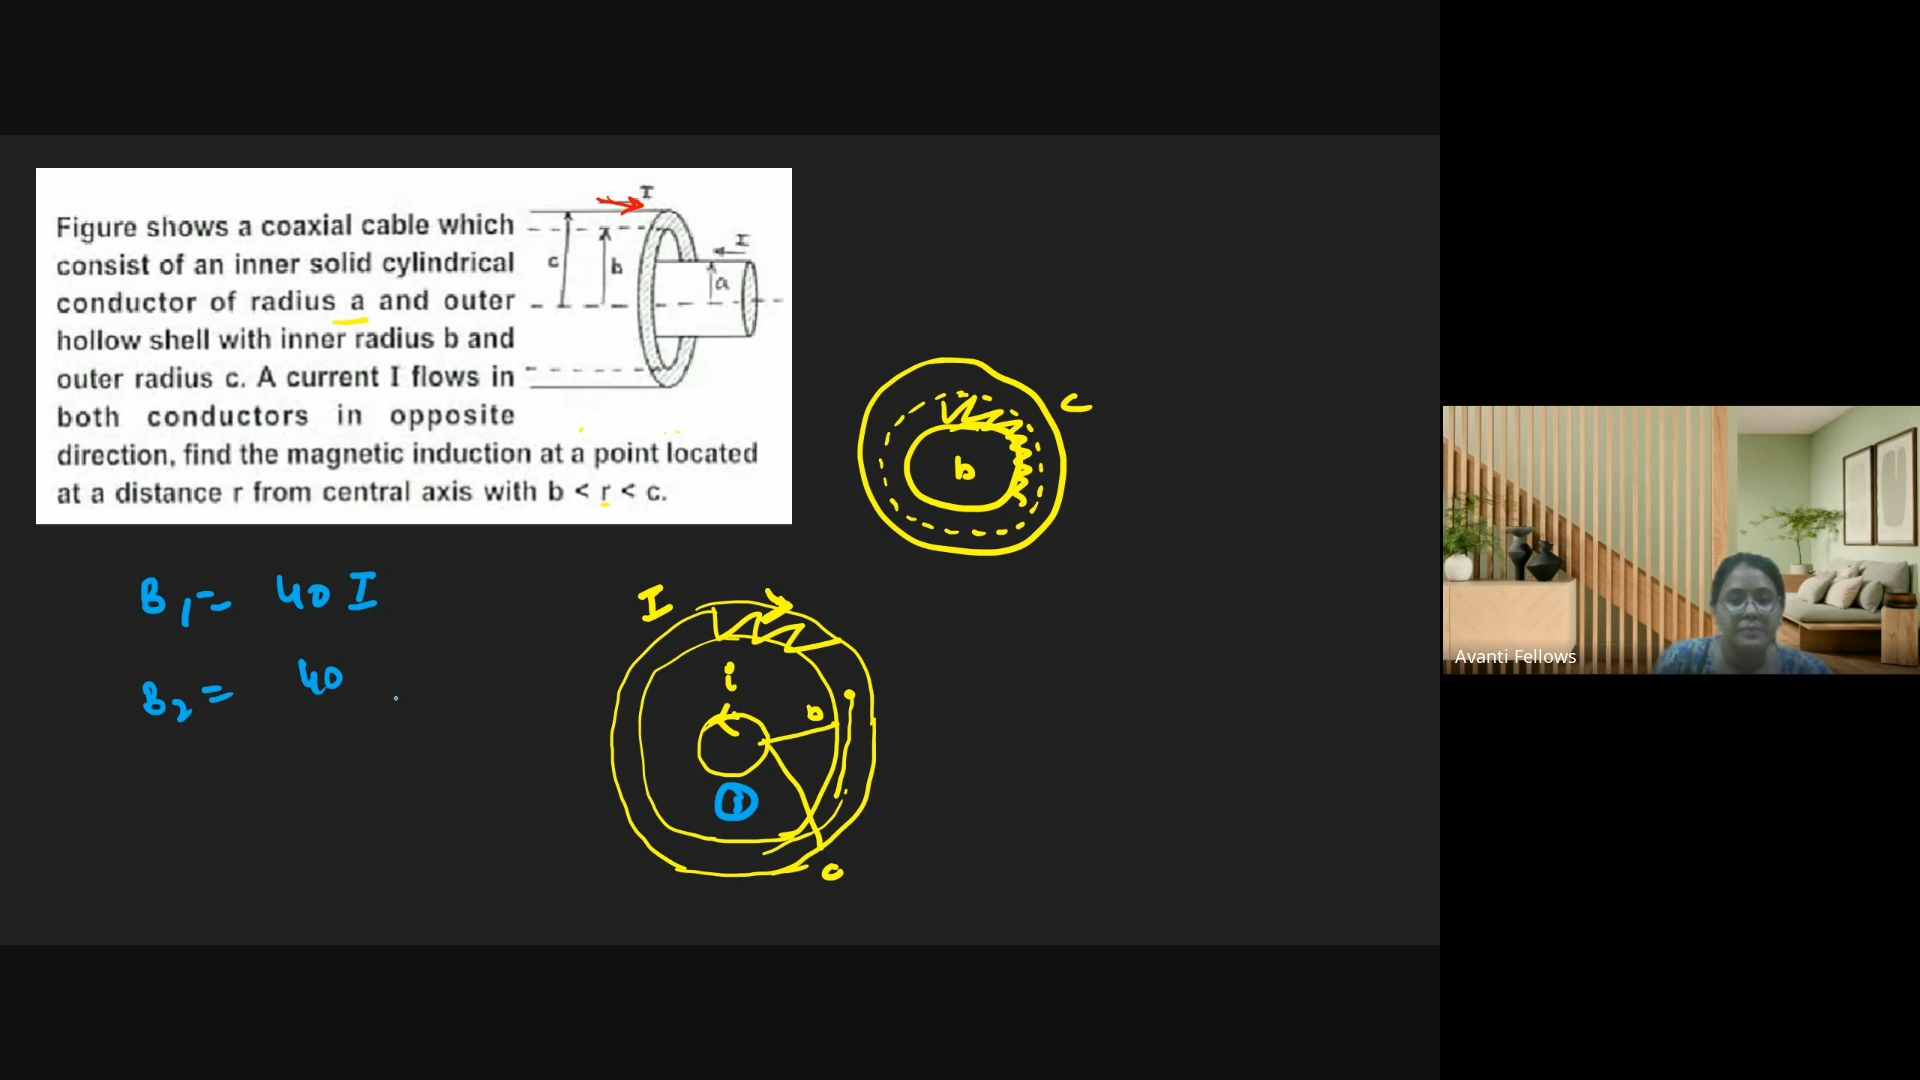 Figure shows a coaxial cable which
consist of an inner solid cylindrical
conductor of radius a and outer
hollow shell with inner radius b and
outer radius c. A current I flows in
both conductors in opposite
direction, find the magnetic induction at a point located
at a distance r from central axis with b < r < c.
I
I
c
b
a
C
b
B1 = 40 I
B2 = 40
I
i
b
c
Avanti Fellows